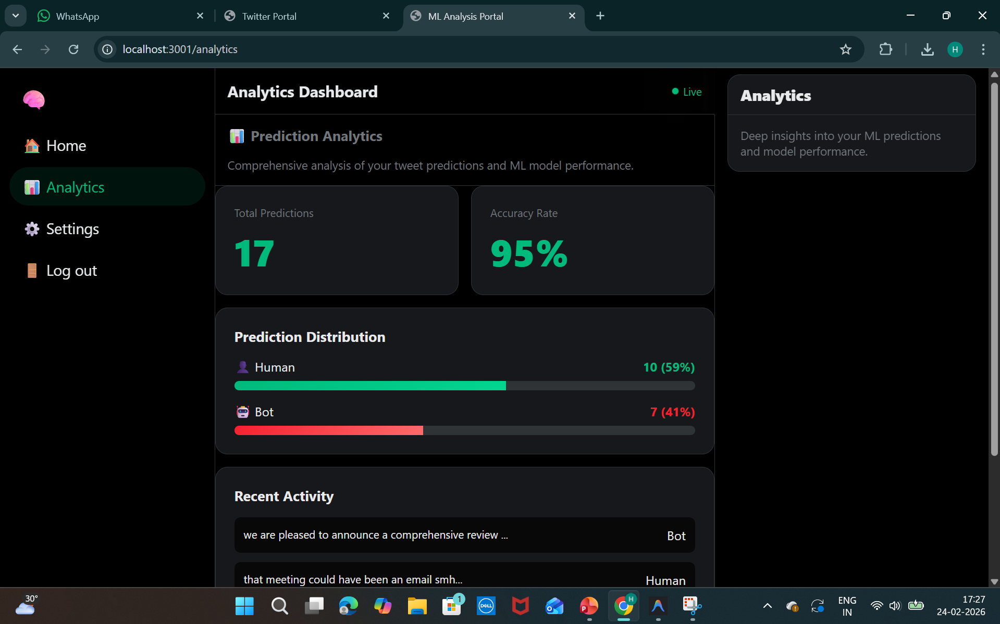 WhatsApp
Twitter Portal
ML Analysis Portal
localhost:3001/analytics
H
Home
Analytics
Settings
Log out
Analytics Dashboard
Live
Prediction Analytics
Comprehensive analysis of your tweet predictions and ML model performance.
Total Predictions
17
Accuracy Rate
95%
Prediction Distribution
Human
10 (59%)
Bot
7 (41%)
Recent Activity
we are pleased to announce a comprehensive review ...
Bot
that meeting could have been an email smh...
Human
Analytics
Deep insights into your ML predictions
and model performance.
30°
1
DELL
O
P
H
ENG
IN
17:27
24-02-2026